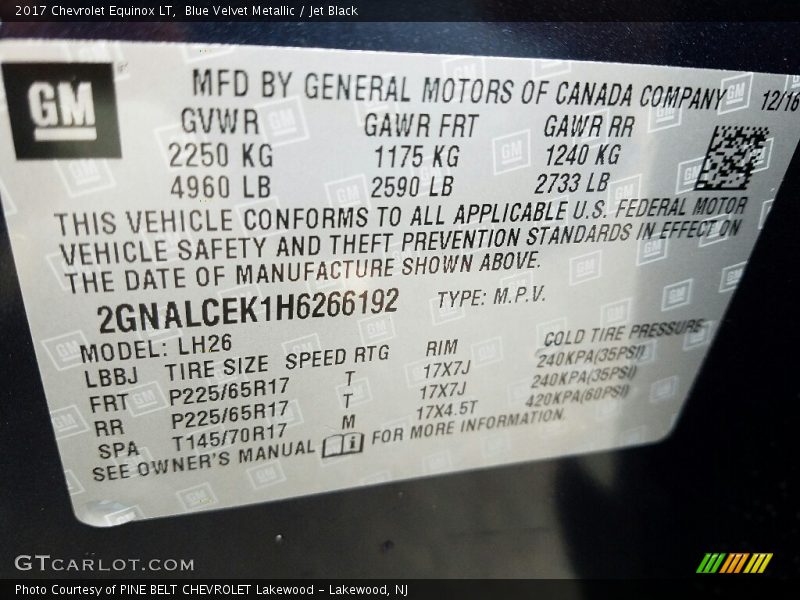 2017 Chevrolet Equinox LT, Blue Velvet Metallic / Jet Black
GM
MFD BY GENERAL MOTORS OF CANADA COMPANY 12/16
GVWR GAWR FRT GAWR RR
2250 KG 1175 KG 1240 KG
4960 LB 2590 LB 2733 LB
THIS VEHICLE CONFORMS TO ALL APPLICABLE U.S. FEDERAL MOTOR
VEHICLE SAFETY AND THEFT PREVENTION STANDARDS IN EFFECT ON
THE DATE OF MANUFACTURE SHOWN ABOVE.
2GNALCEK1H6266192 TYPE: M.P.V.
MODEL: LH26
LBBJ TIRE SIZE SPEED RTG RIM COLD TIRE PRESSURE
FRT P225/65R17 T 17X7J 240KPA(35PSI)
RR P225/65R17 T 17X7J 240KPA(35PSI)
SPA T145/70R17 M 17X4.5T 420KPA(60PSI)
SEE OWNER'S MANUAL FOR MORE INFORMATION.
GTCARLOT.COM
Photo Courtesy of PINE BELT CHEVROLET Lakewood - Lakewood, NJ